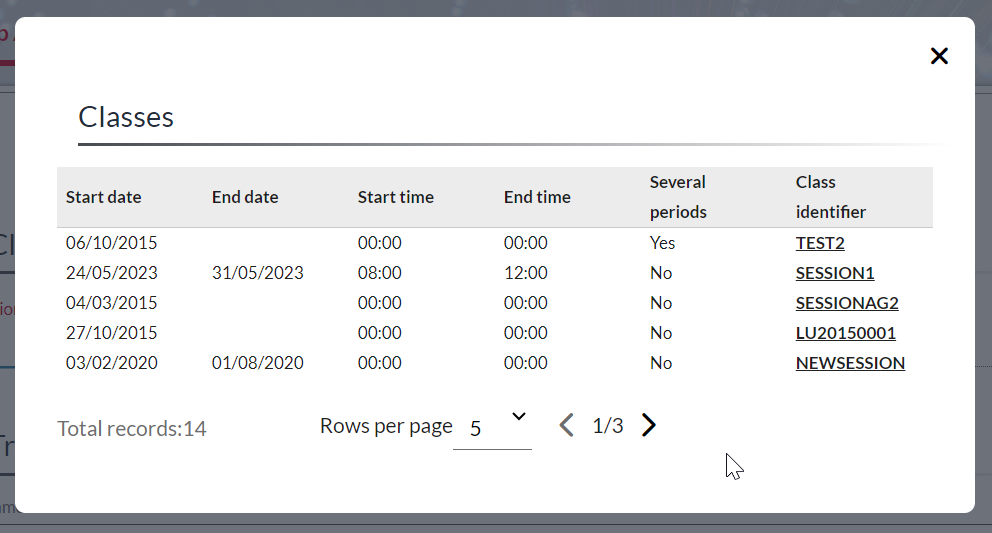 Classes
Start date End date Start time End time Several periods Class identifier
06/10/2015 00:00 00:00 Yes TEST2
24/05/2023 31/05/2023 08:00 12:00 No SESSION1
04/03/2015 00:00 00:00 No SESSIONAG2
27/10/2015 00:00 00:00 No LU20150001
03/02/2020 01/08/2020 00:00 00:00 No NEWSESSION
Total records:14 Rows per page 5 1/3